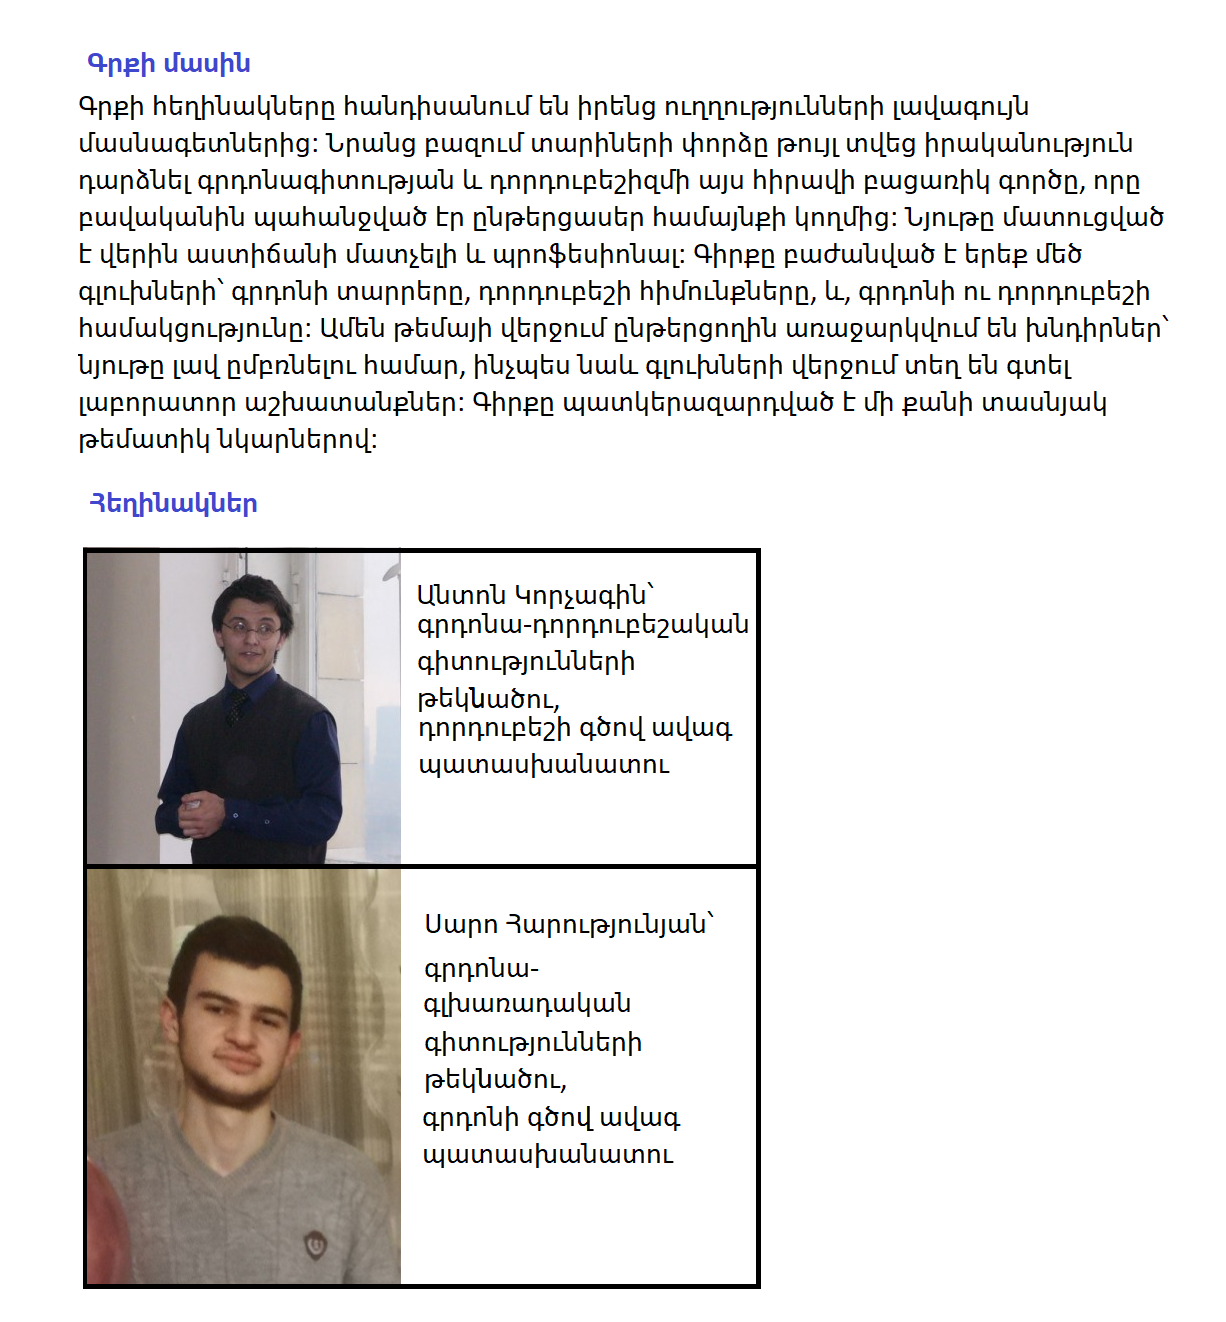 Գրքի մասին
Գրքի հեղինակները հանդիսանում են իրենց ուղղությունների լավագույն
մասնագետներից: Նրանց բազում տարիների փորձը թույլ տվեց իրականություն
դարձնել գրդոնագիտության և դորդուբեշիզմի այս հիրավի բացառիկ գործը, որը
բավականին պահանջված էր ընթերցասեր համայնքի կողմից: Նյութը մատուցված
է վերին աստիճանի մատչելի և պրոֆեսիոնալ: Գիրքը բաժանված է երեք մեծ
գլուխների՝ գրդոնի տարրերը, դորդուբեշի հիմունքները, և, գրդոնի ու դորդուբեշի
համակցությունը: Ամեն թեմայի վերջում ընթերցողին առաջարկվում են խնդիրներ՝
նյութը լավ ըմբռնելու համար, ինչպես նաև գլուխների վերջում տեղ են գտել
լաբորատոր աշխատանքներ: Գիրքը պատկերազարդված է մի քանի տասնյակ
թեմատիկ նկարներով:
Հեղինակներ
Անտոն Կորչագին՝
գրդոնա-դորդուբեշական
գիտությունների
թեկնածու,
դորդուբեշի գծով ավագ
պատասխանատու
Սարո Հարությունյան՝
գրդոնա-
գլխառադական
գիտությունների
թեկնածու,
գրդոնի գծով ավագ
պատասխանատու